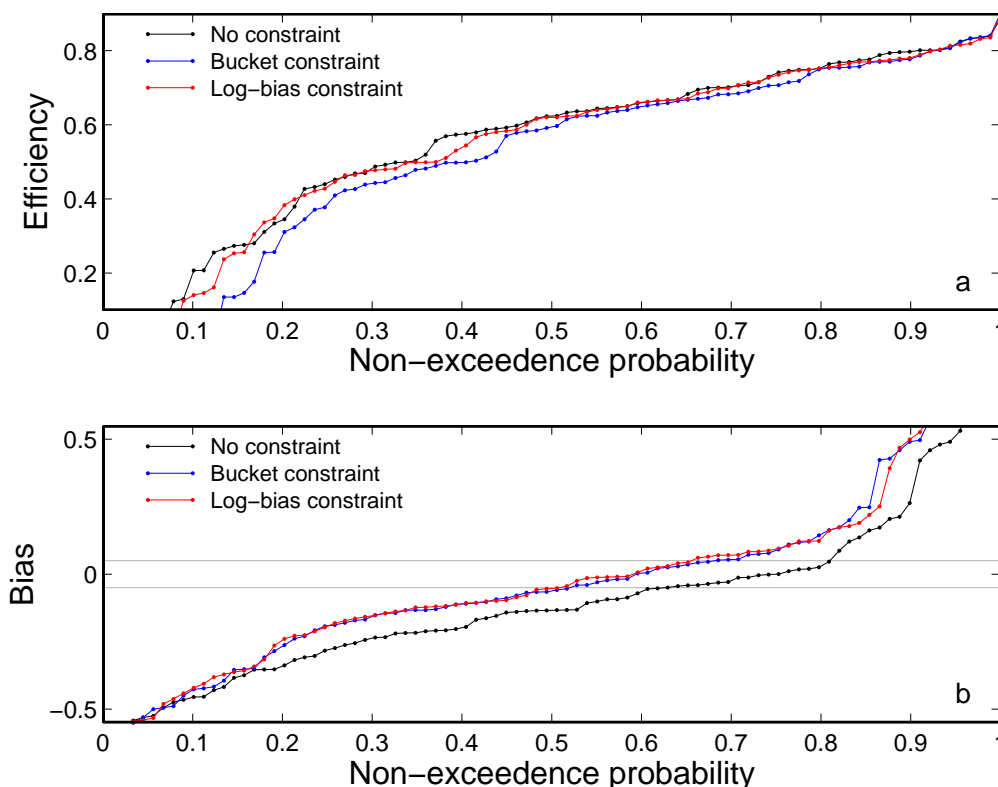 No constraint
Bucket constraint
Log−bias constraint
0.8
0.6
0.4
0.2
Efficiency
a
0 0.1 0.2 0.3 0.4 0.5 0.6 0.7 0.8 0.9 1
Non−exceedence probability
No constraint
Bucket constraint
Log−bias constraint
0.5
0
−0.5
Bias
b
0 0.1 0.2 0.3 0.4 0.5 0.6 0.7 0.8 0.9 1
Non−exceedence probability